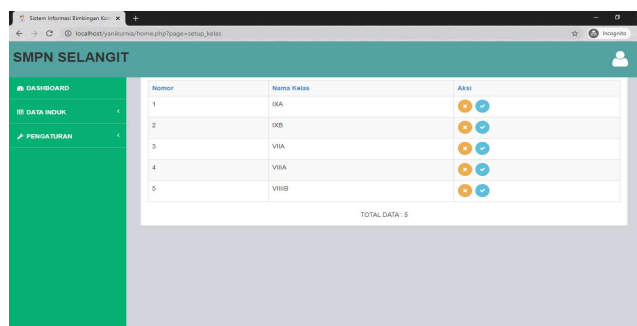 Sistem Informasi Bimbingan Kon
localhost/yanikurnia/home.php?page=setup_kelas
Incognito
SMPN SELANGIT
DASHBOARD
DATA INDUK
PENGATURAN
Nomor Nama Kelas Aksi
1 IXA
2 IXB
3 VIIA
4 VIIIA
5 VIIIB
TOTAL DATA : 5